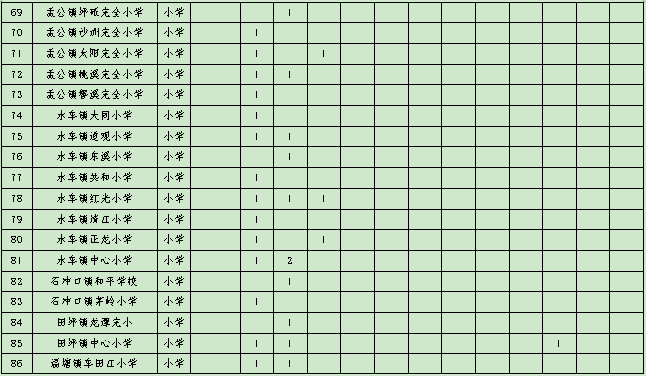 69 孟公镇坪砥完全小学 小学 1
70 孟公镇沙洲完全小学 小学 1
71 孟公镇太阳完全小学 小学 1 1
72 孟公镇桃溪完全小学 小学 1 1
73 孟公镇磐溪完全小学 小学 1
74 水车镇大同小学 小学 1
75 水车镇道观小学 小学 1 1
76 水车镇东溪小学 小学 1
77 水车镇共和小学 小学 1
78 水车镇红光小学 小学 1 1 1
79 水车镇滨江小学 小学 1
80 水车镇正龙小学 小学 1 1
81 水车镇中心小学 小学 1 2
82 石冲口镇和平学校 小学 1
83 石冲口镇茅岭小学 小学 1
84 田坪镇龙潭完小 小学 1
85 田坪镇中心小学 小学 1 1 1
86 温塘镇车田江小学 小学 1 1